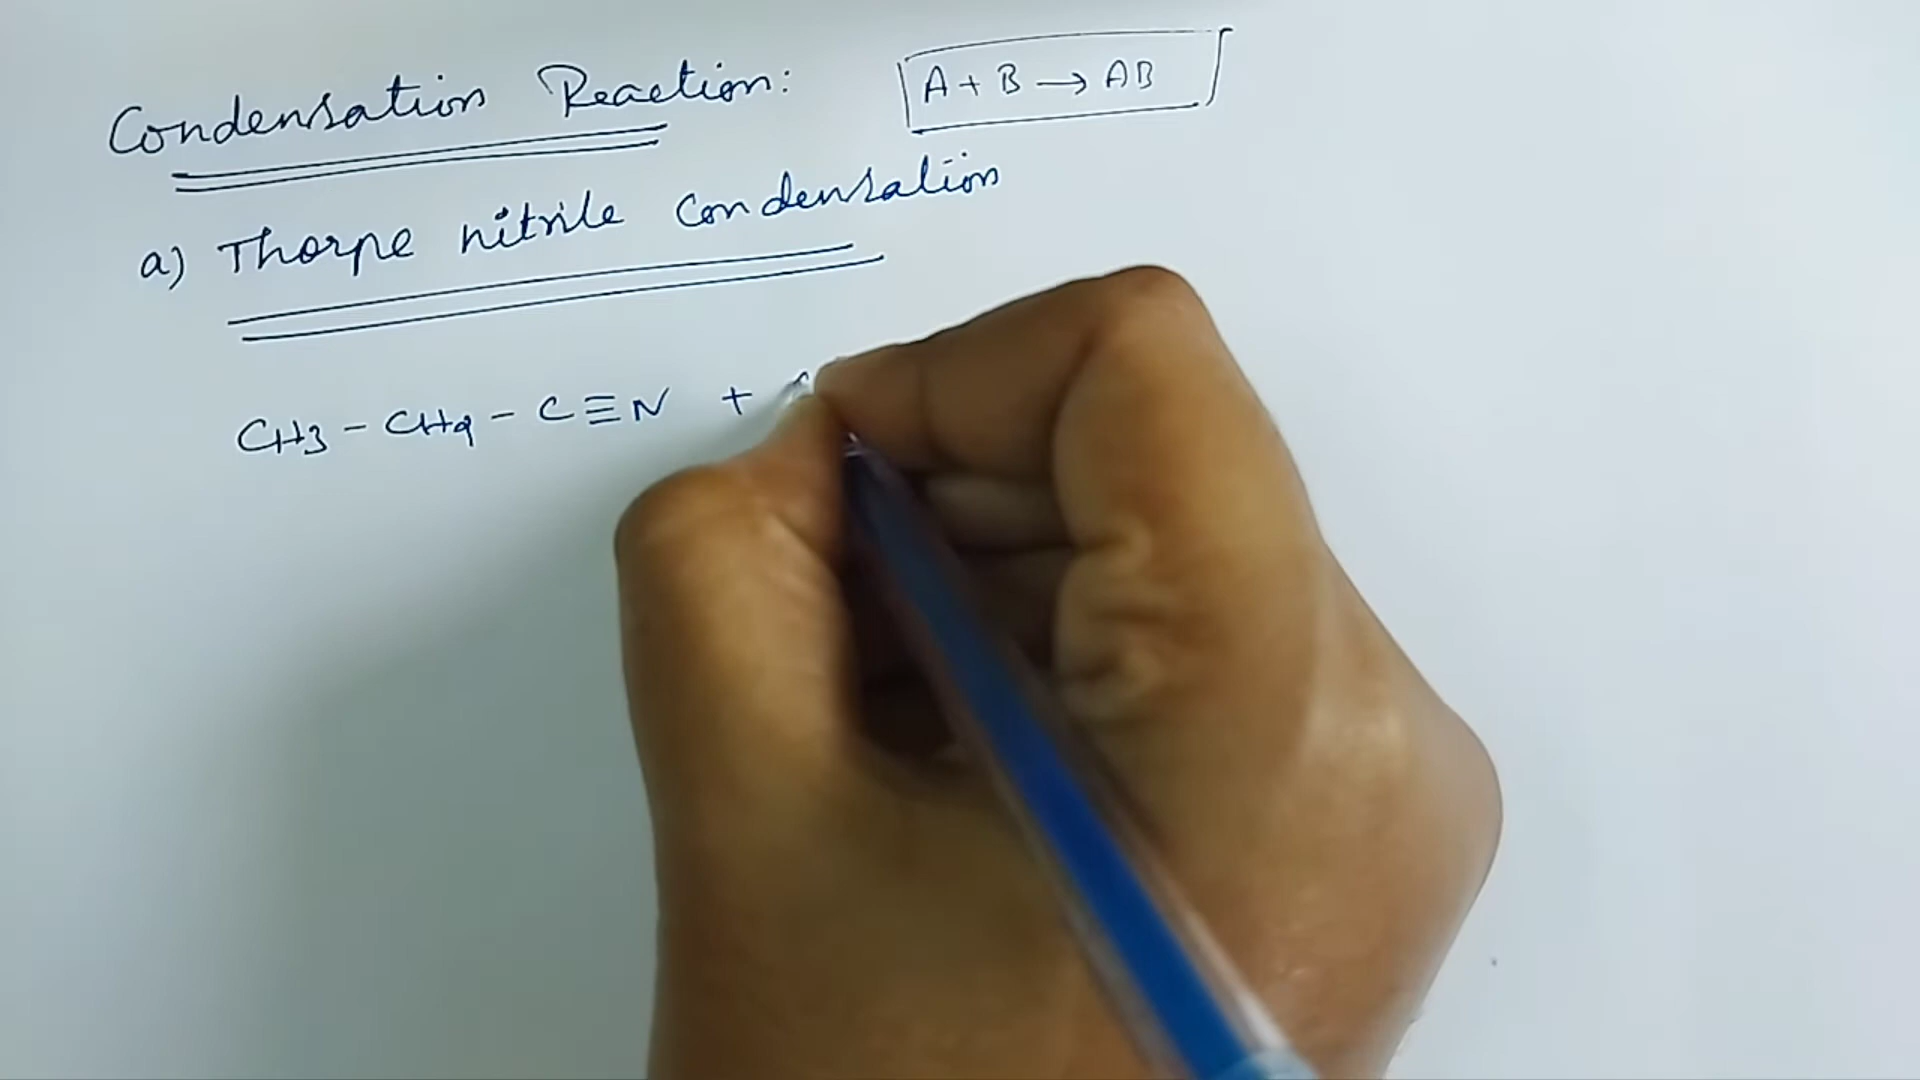 Condensation Reaction: A + B → AB
a) Thorpe nitrile condensation
CH3 - CH2 - C≡N +